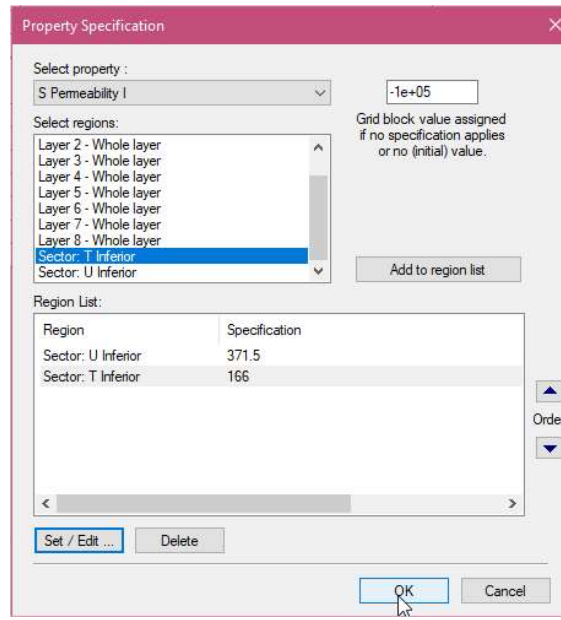 Property Specification
Select property :
S Permeability I
-1e+05
Grid block value assigned
if no specification applies
or no (initial) value.
Select regions:
Layer 2 - Whole layer
Layer 3 - Whole layer
Layer 4 - Whole layer
Layer 5 - Whole layer
Layer 6 - Whole layer
Layer 7 - Whole layer
Layer 8 - Whole layer
Sector: T Inferior
Sector: U Inferior
Add to region list
Region List:
Region Specification
Sector: U Inferior 371.5
Sector: T Inferior 166
Orde
Set / Edit ... Delete
OK Cancel